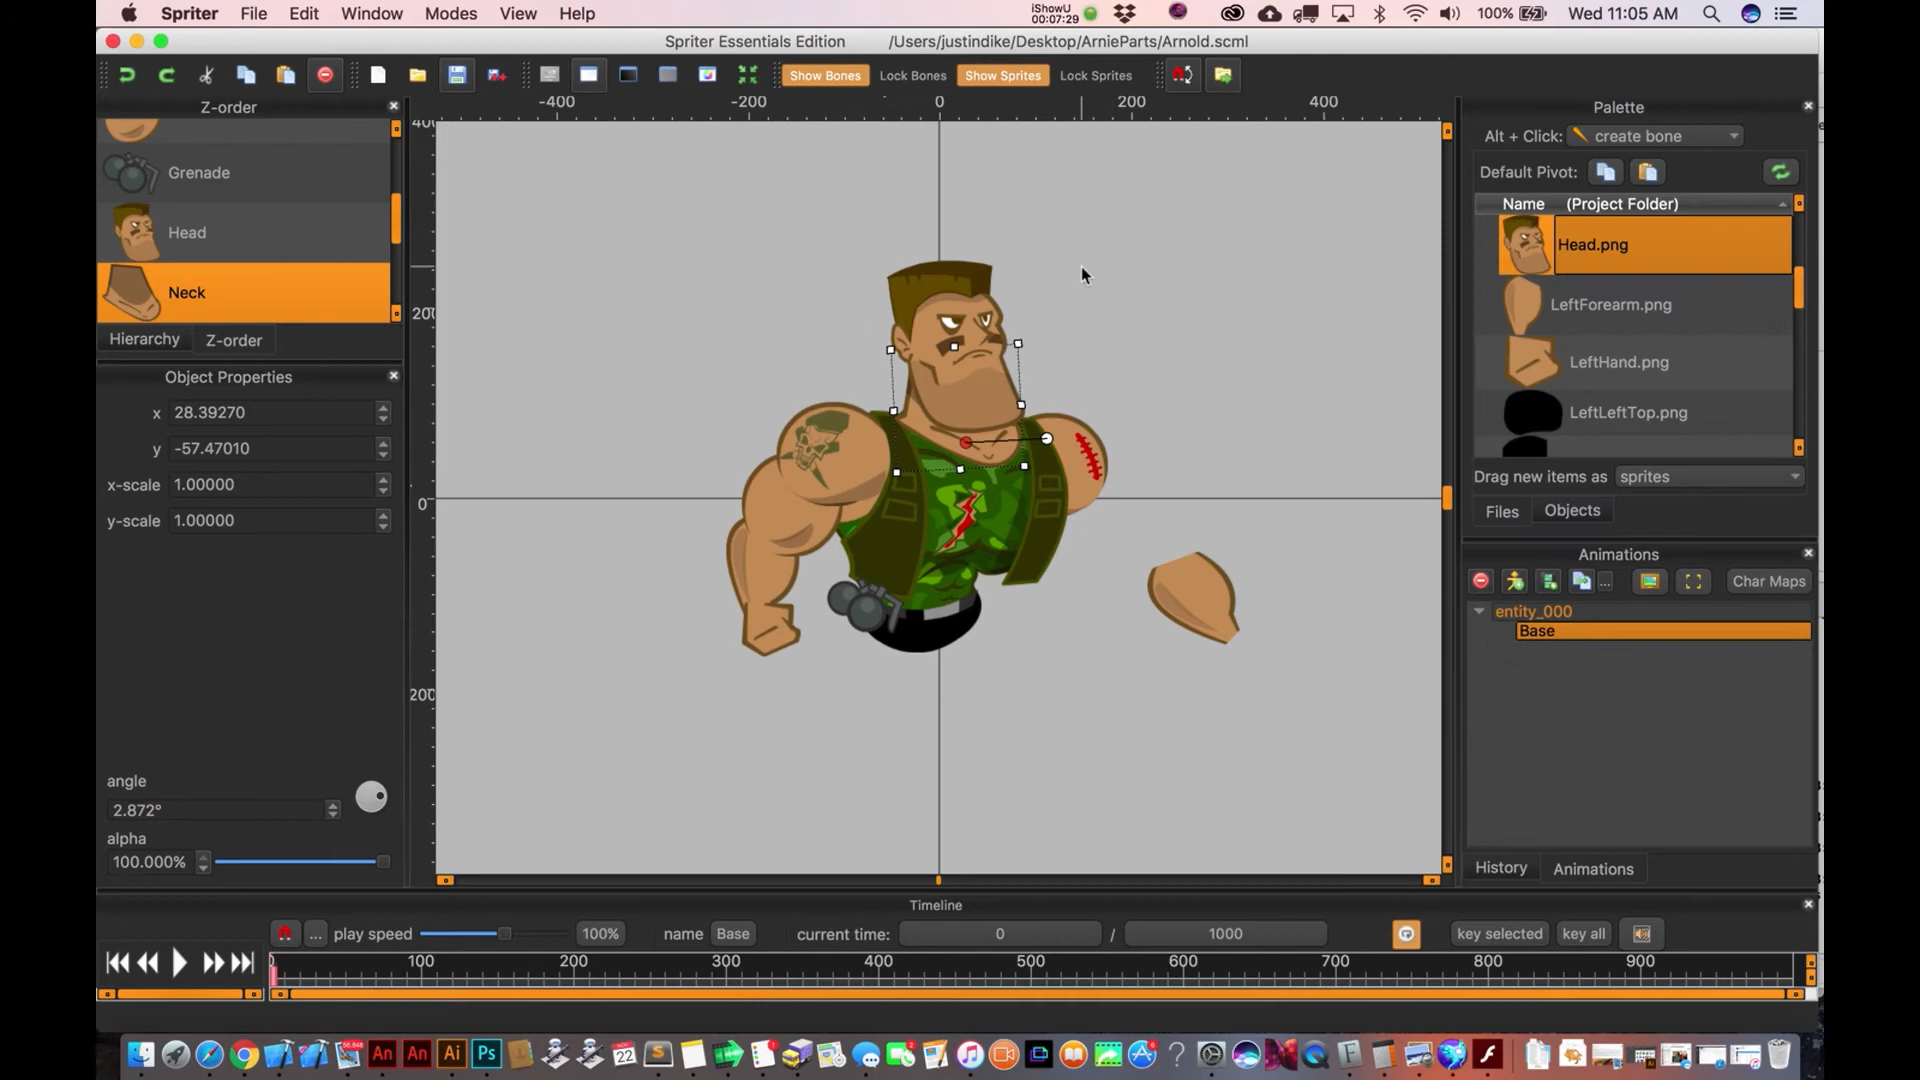 Spriter File Edit Window Modes View Help iShowU 00:07:29 100% Wed 11:05 AM
Spriter Essentials Edition /Users/justindike/Desktop/ArnieParts/Arnold.scml
Show Bones Lock Bones Show Sprites Lock Sprites
Z-order
Grenade
Head
Neck
Hierarchy Z-order
Object Properties
x 28.39270
y -57.47010
x-scale 1.00000
y-scale 1.00000
angle
2.872°
alpha
100.000%
-400 -200 0 200 400
0
Palette
Alt + Click: create bone
Default Pivot:
Name (Project Folder)
Head.png
LeftForearm.png
LeftHand.png
LeftLeftTop.png
Drag new items as sprites
Files Objects
Animations
... Char Maps
entity_000
Base
History Animations
Timeline
... play speed 100% name Base current time: 0 / 1000 key selected key all
100 200 300 400 500 600 700 800 900
An An Ai Ps